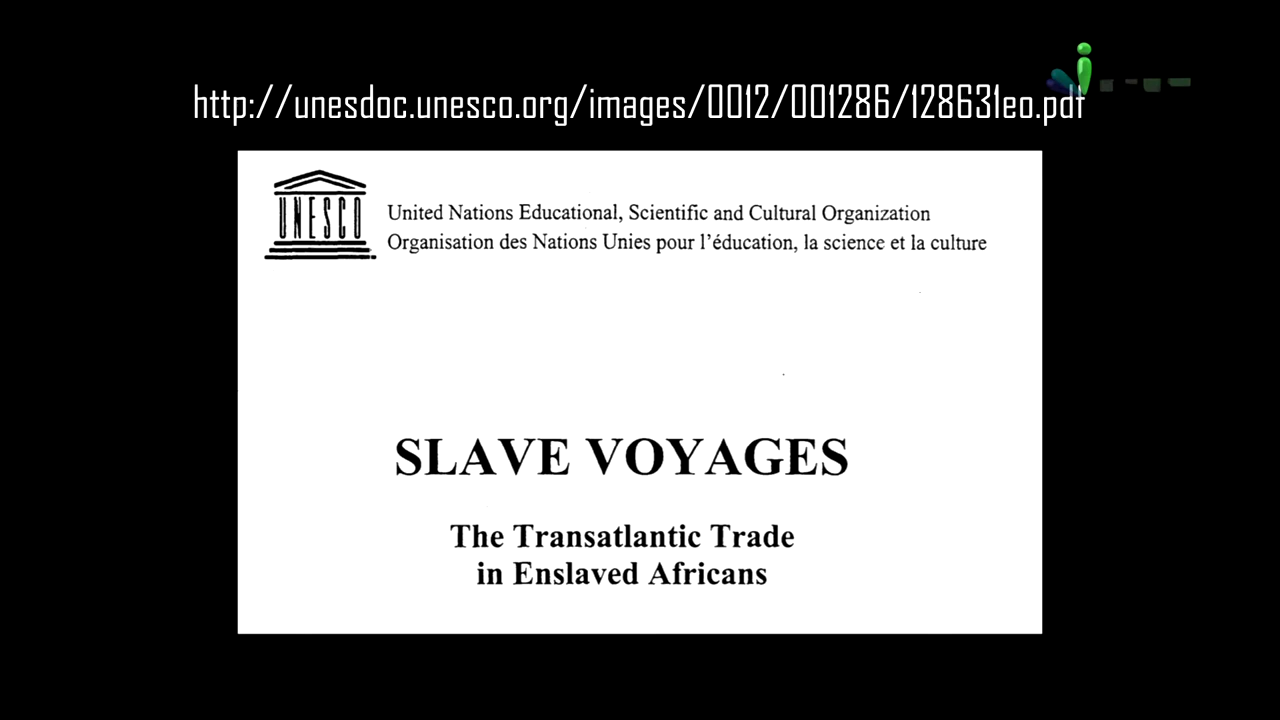 http://unesdoc.unesco.org/images/0012/001286/128631eo.pdf
UNESCO
United Nations Educational, Scientific and Cultural Organization
Organisation des Nations Unies pour l'éducation, la science et la culture
SLAVE VOYAGES
The Transatlantic Trade
in Enslaved Africans